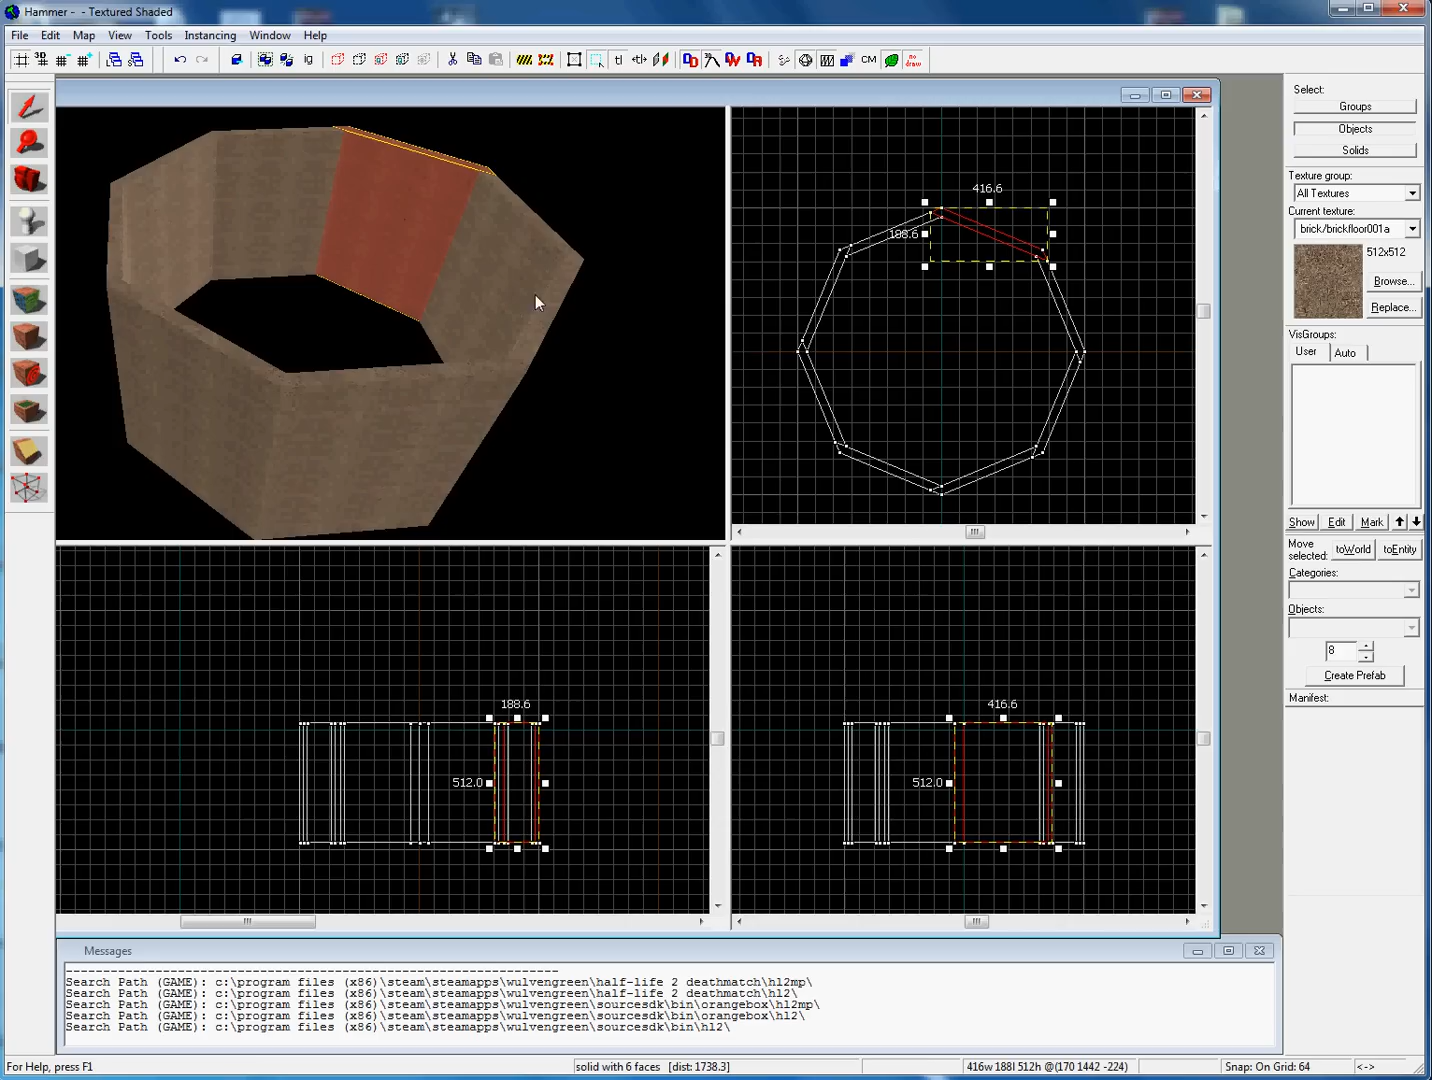 Hammer - - Textured Shaded
File Edit Map View Tools Instancing Window Help
3D ig tl +tl+ CM no draw
Select:
Groups
Objects
Solids
Texture group:
All Textures
Current texture:
brick/brickfloor001a
512x512
Browse...
Replace...
VisGroups:
User Auto
Show Edit Mark
Move selected: toWorld toEntity
Categories:
Objects:
8
Create Prefab
Manifest:
416.6
188.6
188.6
512.0
416.6
512.0
Messages
--------------------------------------------------------------
Search Path (GAME): c:\program files (x86)\steam\steamapps\wulvengreen\half-life 2 deathmatch\hl2mp\
Search Path (GAME): c:\program files (x86)\steam\steamapps\wulvengreen\half-life 2 deathmatch\hl2\
Search Path (GAME): c:\program files (x86)\steam\steamapps\wulvengreen\sourcesdk\bin\orangebox\hl2mp\
Search Path (GAME): c:\program files (x86)\steam\steamapps\wulvengreen\sourcesdk\bin\orangebox\hl2\
Search Path (GAME): c:\program files (x86)\steam\steamapps\wulvengreen\sourcesdk\bin\hl2\
For Help, press F1
solid with 6 faces [dist: 1738.3]
416w 188l 512h @(170 1442 -224)
Snap: On Grid: 64
<->